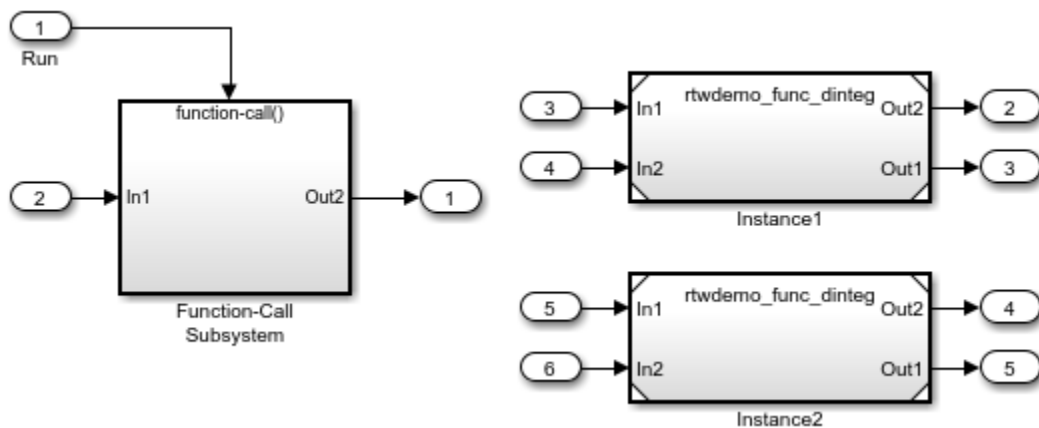 1
Run
function-call()
2
In1
Out2
1
Function-Call
Subsystem
rtwdemo_func_dinteg
3
In1
Out2
2
4
In2
Out1
3
Instance1
rtwdemo_func_dinteg
5
In1
Out2
4
6
In2
Out1
5
Instance2